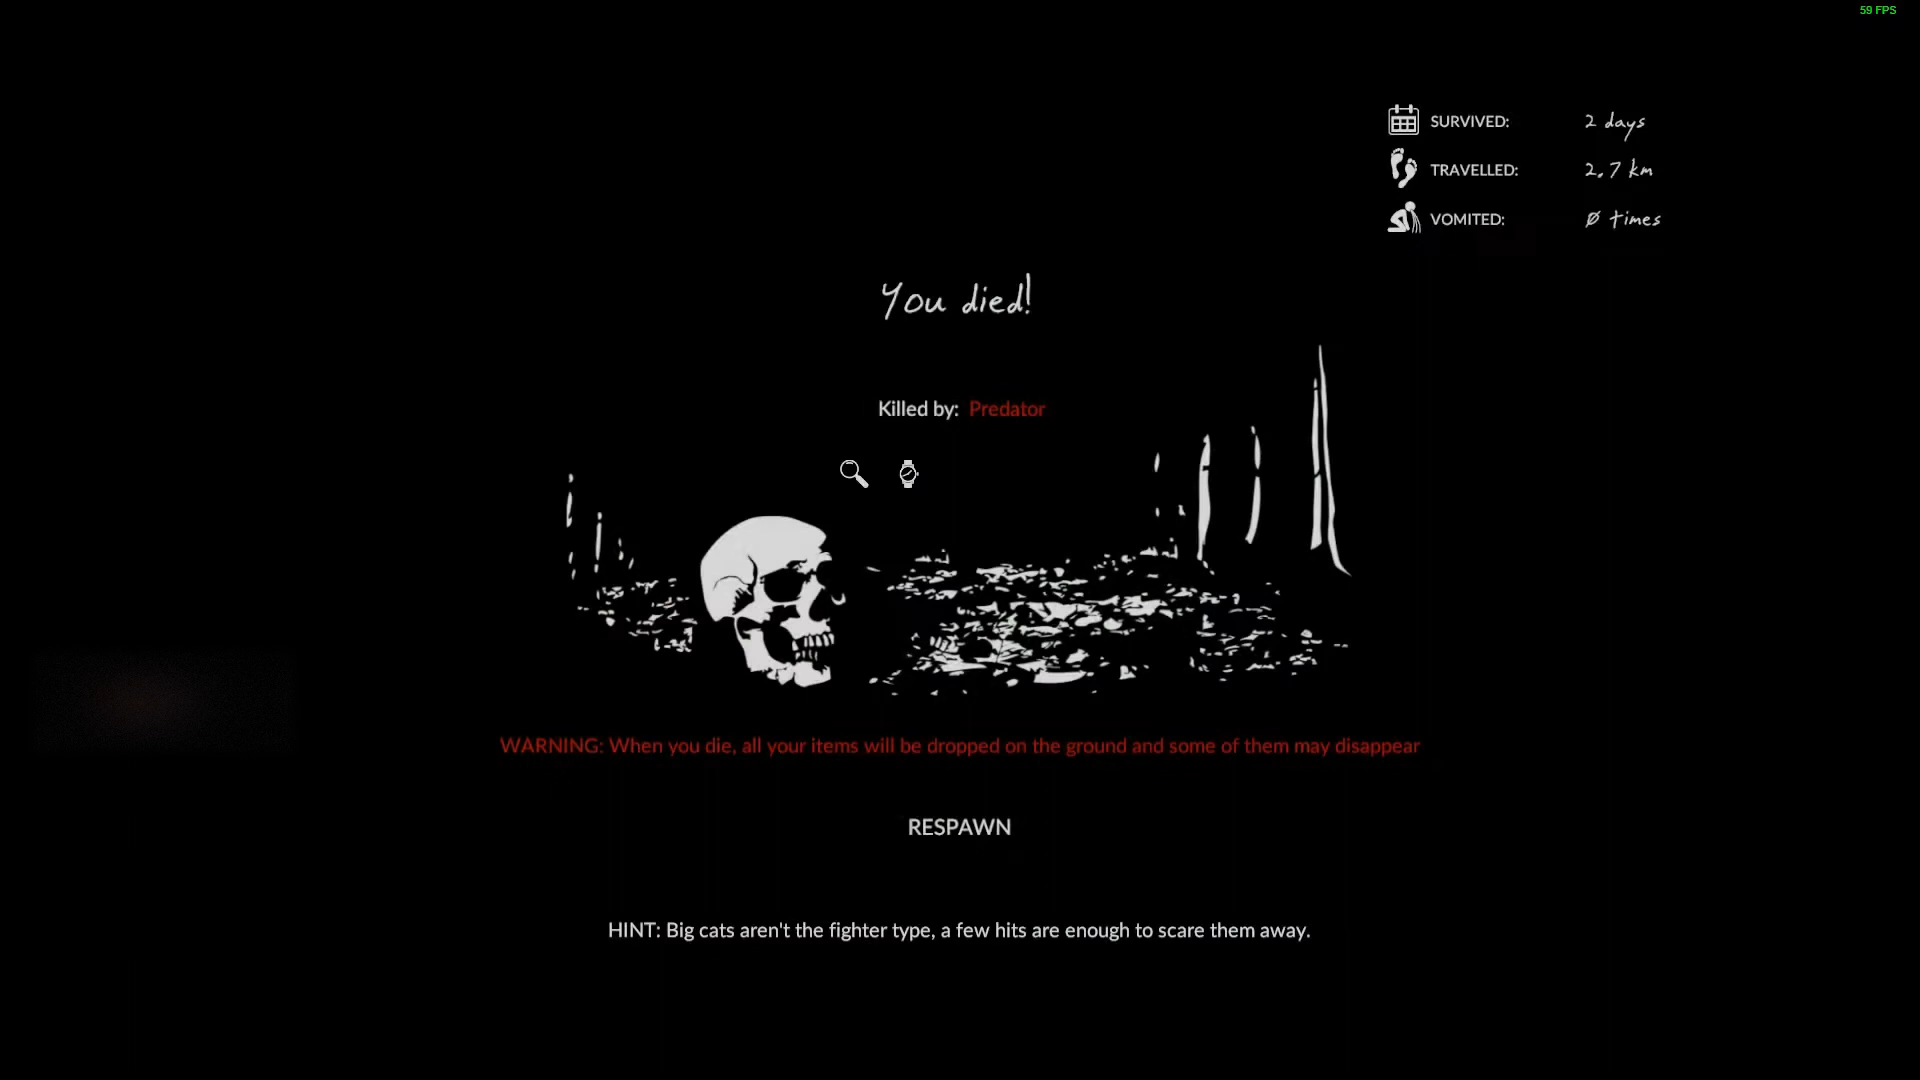 59 FPS
SURVIVED: 2 days
TRAVELLED: 2.7 km
VOMITED: 0 times
You died!
Killed by: Predator
WARNING: When you die, all your items will be dropped on the ground and some of them may disappear
RESPAWN
HINT: Big cats aren't the fighter type, a few hits are enough to scare them away.